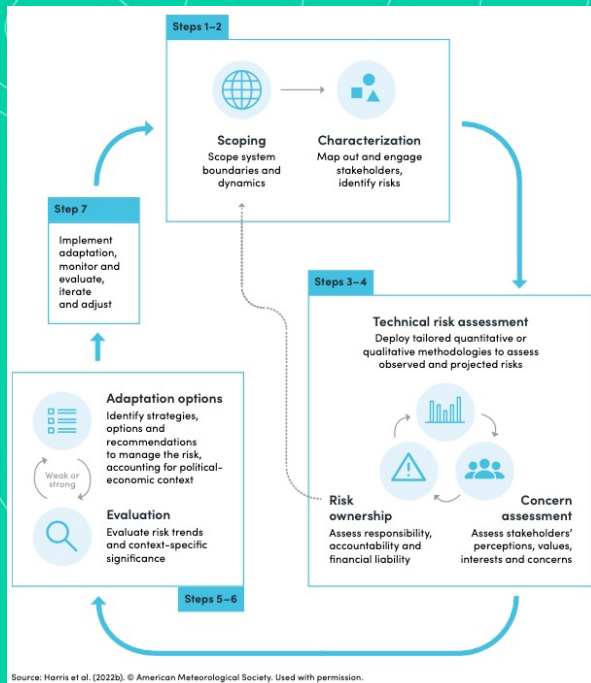 Steps 1–2
Scoping
Scope system
boundaries and
dynamics
Characterization
Map out and engage
stakeholders,
identify risks
Steps 3–4
Technical risk assessment
Deploy tailored quantitative or
qualitative methodologies to assess
observed and projected risks
Risk
ownership
Assess responsibility,
accountability and
financial liability
Concern
assessment
Assess stakeholders’
perceptions, values,
interests and concerns
Steps 5–6
Adaptation options
Identify strategies,
options and
recommendations
to manage the risk,
accounting for political-
economic context
Weak or
strong
Evaluation
Evaluate risk trends
and context-specific
significance
Step 7
Implement
adaptation,
monitor and
evaluate,
iterate
and adjust
Source: Harris et al. (2022b). © American Meteorological Society. Used with permission.